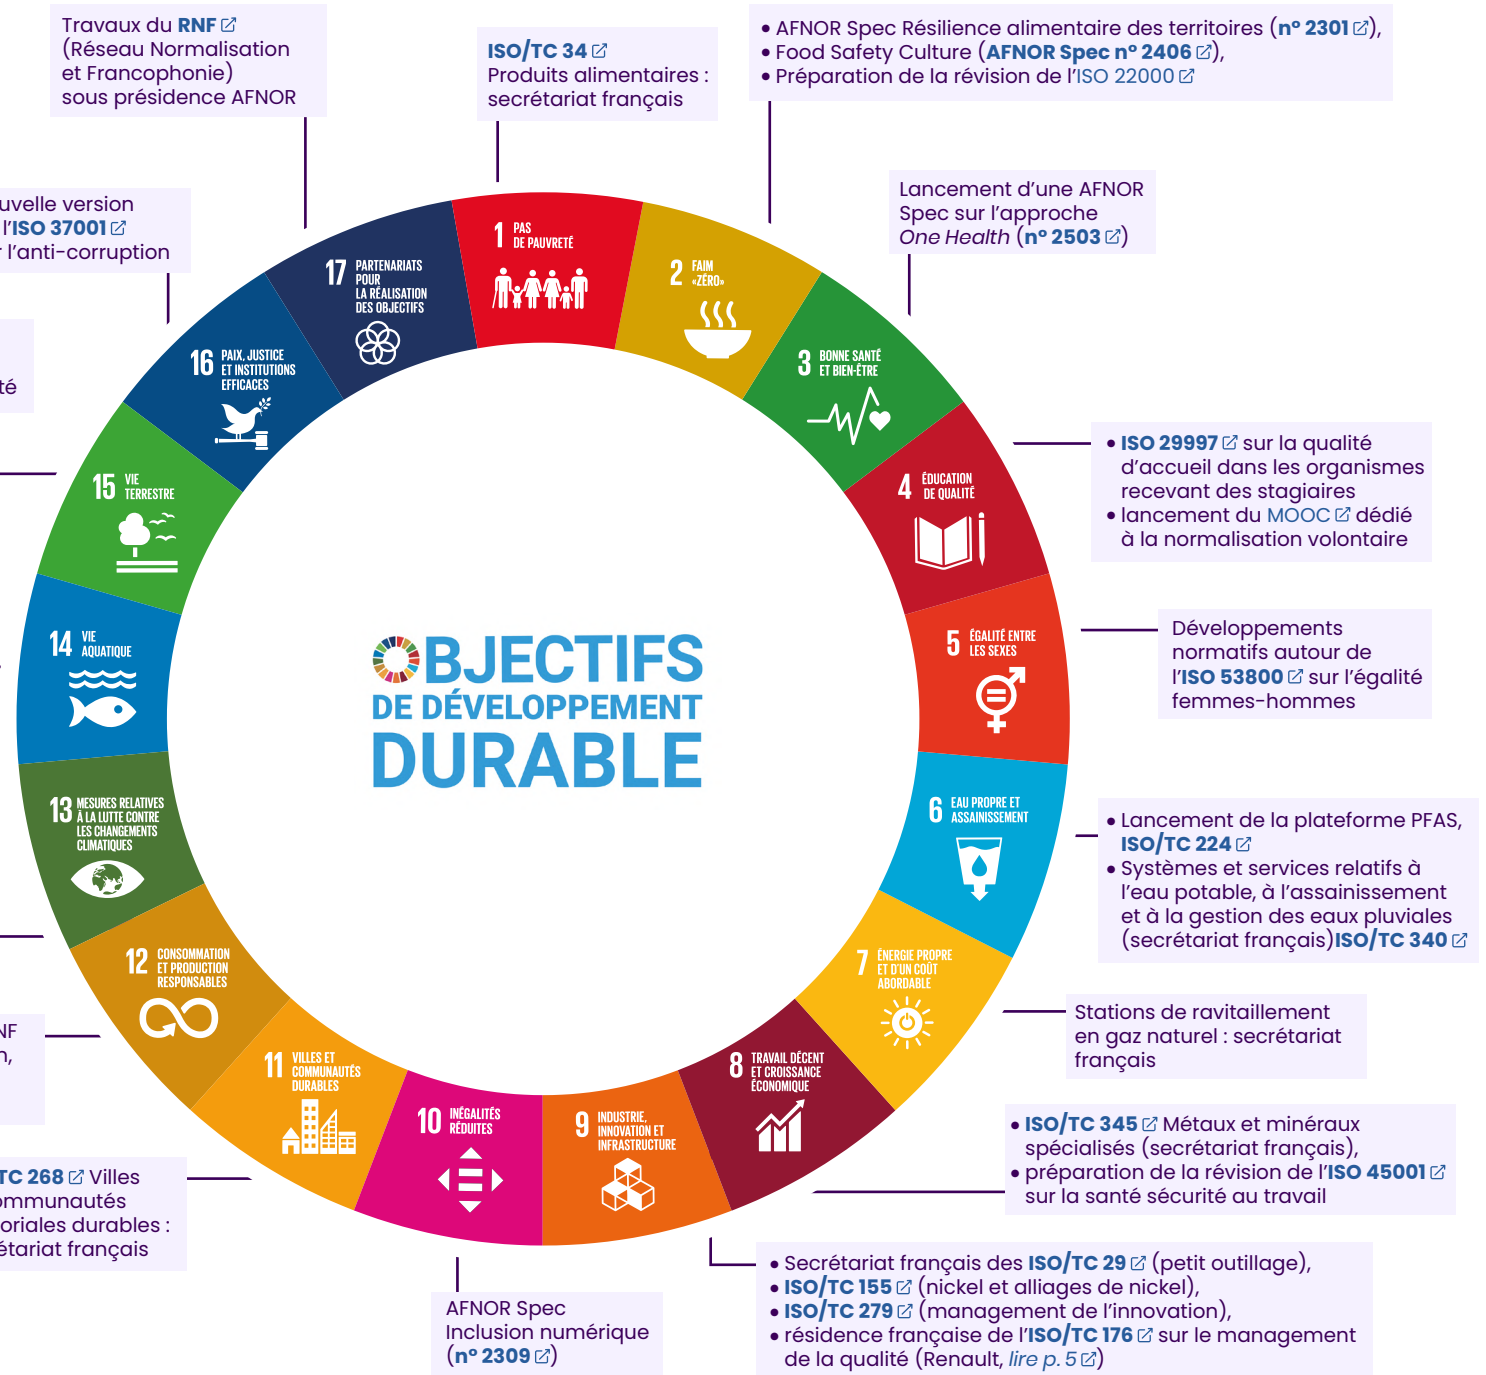 Travaux du RNF
(Réseau Normalisation
et Francophonie)
sous présidence AFNOR
ISO/TC 34
Produits alimentaires :
secrétariat français
• AFNOR Spec Résilience alimentaire des territoires (n° 2301),
• Food Safety Culture (AFNOR Spec n° 2406),
• Préparation de la révision de l'ISO 22000
Lancement d'une AFNOR
Spec sur l'approche
One Health (n° 2503)
uvelle version
l'ISO 37001
r l'anti-corruption
té
• ISO 29997 sur la qualité
d'accueil dans les organismes
recevant des stagiaires
• lancement du MOOC dédié
à la normalisation volontaire
Développements
normatifs autour de
l'ISO 53800 sur l'égalité
femmes-hommes
• Lancement de la plateforme PFAS,
ISO/TC 224
• Systèmes et services relatifs à
l'eau potable, à l'assainissement
et à la gestion des eaux pluviales
(secrétariat français)ISO/TC 340
Stations de ravitaillement
en gaz naturel : secrétariat
français
• ISO/TC 345 Métaux et minéraux
spécialisés (secrétariat français),
• préparation de la révision de l'ISO 45001
sur la santé sécurité au travail
• Secrétariat français des ISO/TC 29 (petit outillage),
• ISO/TC 155 (nickel et alliages de nickel),
• ISO/TC 279 (management de l'innovation),
• résidence française de l'ISO/TC 176 sur le management
de la qualité (Renault, lire p. 5)
AFNOR Spec
Inclusion numérique
(n° 2309)
TC 268 Villes
ommunautés
oriales durables :
étariat français
NF
n,
1 PAS
DE PAUVRETÉ
2 FAIM
«ZÉRO»
3 BONNE SANTÉ
ET BIEN-ÊTRE
4 ÉDUCATION
DE QUALITÉ
5 ÉGALITÉ ENTRE
LES SEXES
6 EAU PROPRE ET
ASSAINISSEMENT
7 ÉNERGIE PROPRE
ET D'UN COÛT
ABORDABLE
8 TRAVAIL DÉCENT
ET CROISSANCE
ÉCONOMIQUE
9 INDUSTRIE,
INNOVATION ET
INFRASTRUCTURE
10 INÉGALITÉS
RÉDUITES
11 VILLES ET
COMMUNAUTÉS
DURABLES
12 CONSOMMATION
ET PRODUCTION
RESPONSABLES
13 MESURES RELATIVES
À LA LUTTE CONTRE
LES CHANGEMENTS
CLIMATIQUES
14 VIE
AQUATIQUE
15 VIE
TERRESTRE
16 PAIX, JUSTICE
ET INSTITUTIONS
EFFICACES
17 PARTENARIATS
POUR
LA RÉALISATION
DES OBJECTIFS
OBJECTIFS
DE DÉVELOPPEMENT
DURABLE